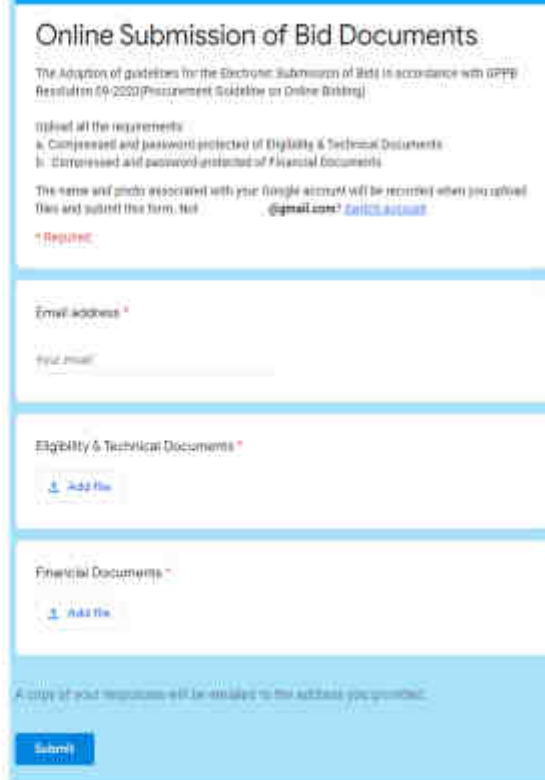 Online Submission of Bid Documents
The Adoption of guidelines for the Electronic Submission of Bids in accordance with GPPB
Resolution 09-2020(Procurement Guideline on Online Bidding)
Upload all the requirements:
a. Compressed and password protected of Eligibility & Technical Documents
b. Compressed and password protected of Financial Documents
The name and photo associated with your Google account will be recorded when you upload
files and submit this form. Not @gmail.com? Switch account
* Required
Email address *
Your email
Eligibility & Technical Documents *
Add file
Financial Documents *
Add file
A copy of your responses will be emailed to the address you provided.
Submit